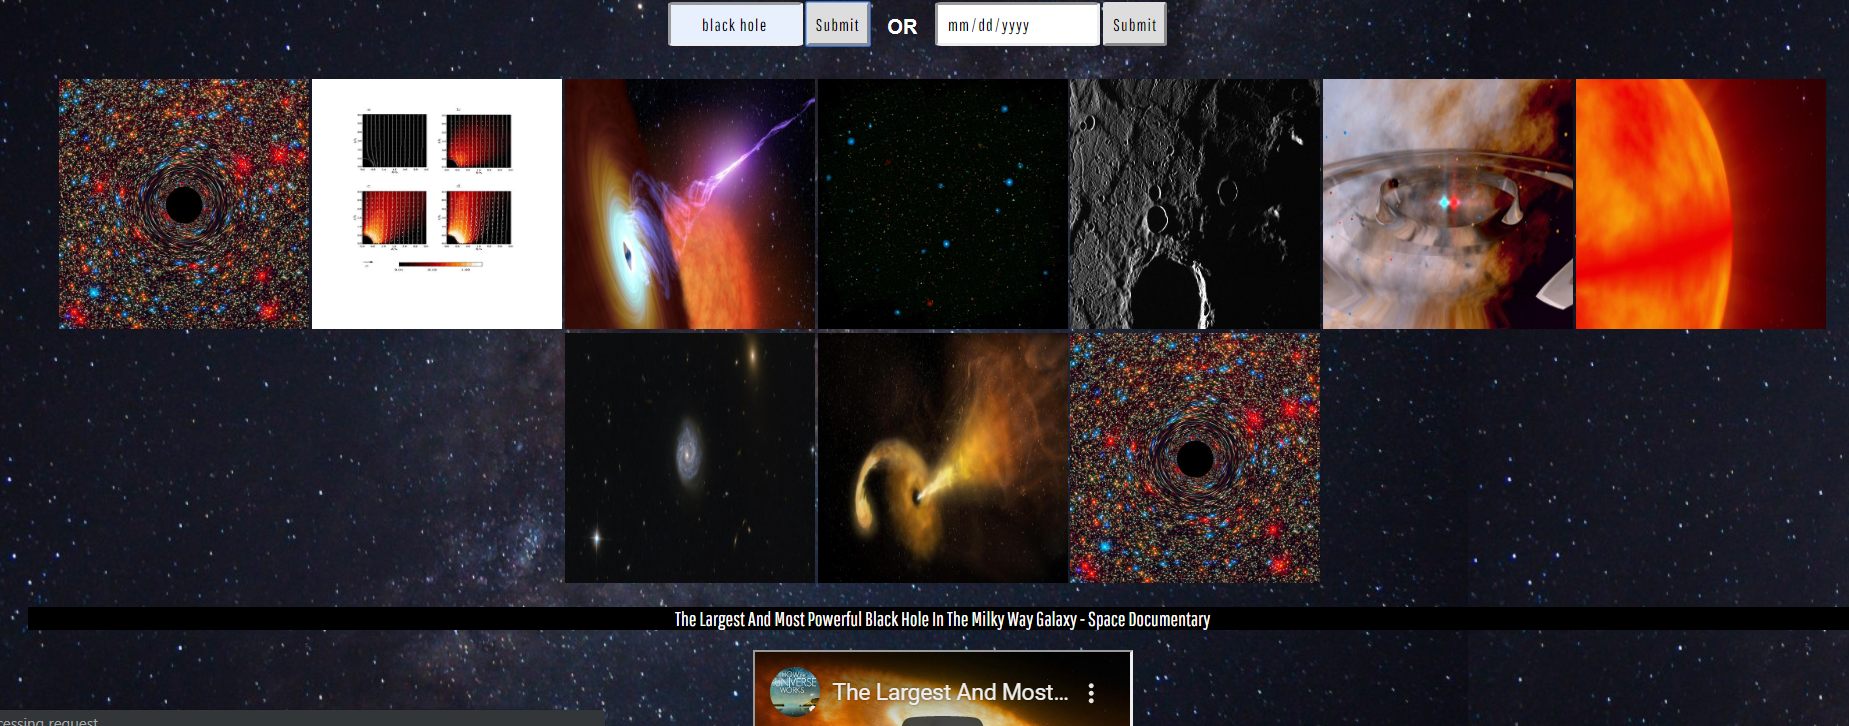 black hole Submit OR mm/dd/yyyy Submit
The Largest And Most Powerful Black Hole In The Milky Way Galaxy - Space Documentary
HOW THE UNIVERSE WORKS
The Largest And Most...
cessing request